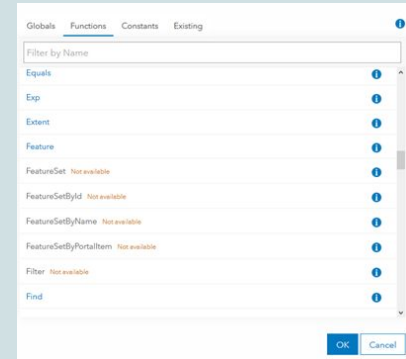 Globals Functions Constants Existing
Filter by Name
Equals
Exp
Extent
Feature
FeatureSet Not available
FeatureSetById Not available
FeatureSetByName Not available
FeatureSetByPortalItem Not available
Filter Not available
Find
OK Cancel